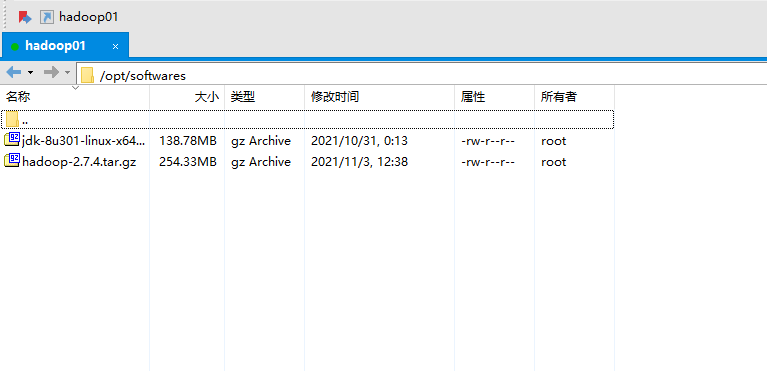 hadoop01
hadoop01 ×
/opt/softwares
名称 大小 类型 修改时间 属性 所有者
..
jdk-8u301-linux-x64... 138.78MB gz Archive 2021/10/31, 0:13 -rw-r--r-- root
hadoop-2.7.4.tar.gz 254.33MB gz Archive 2021/11/3, 12:38 -rw-r--r-- root